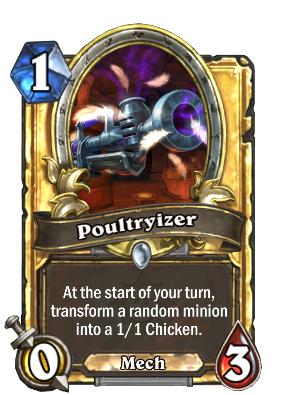 1
Poultryizer
At the start of your turn,
transform a random minion
into a 1/1 Chicken.
0
Mech
3